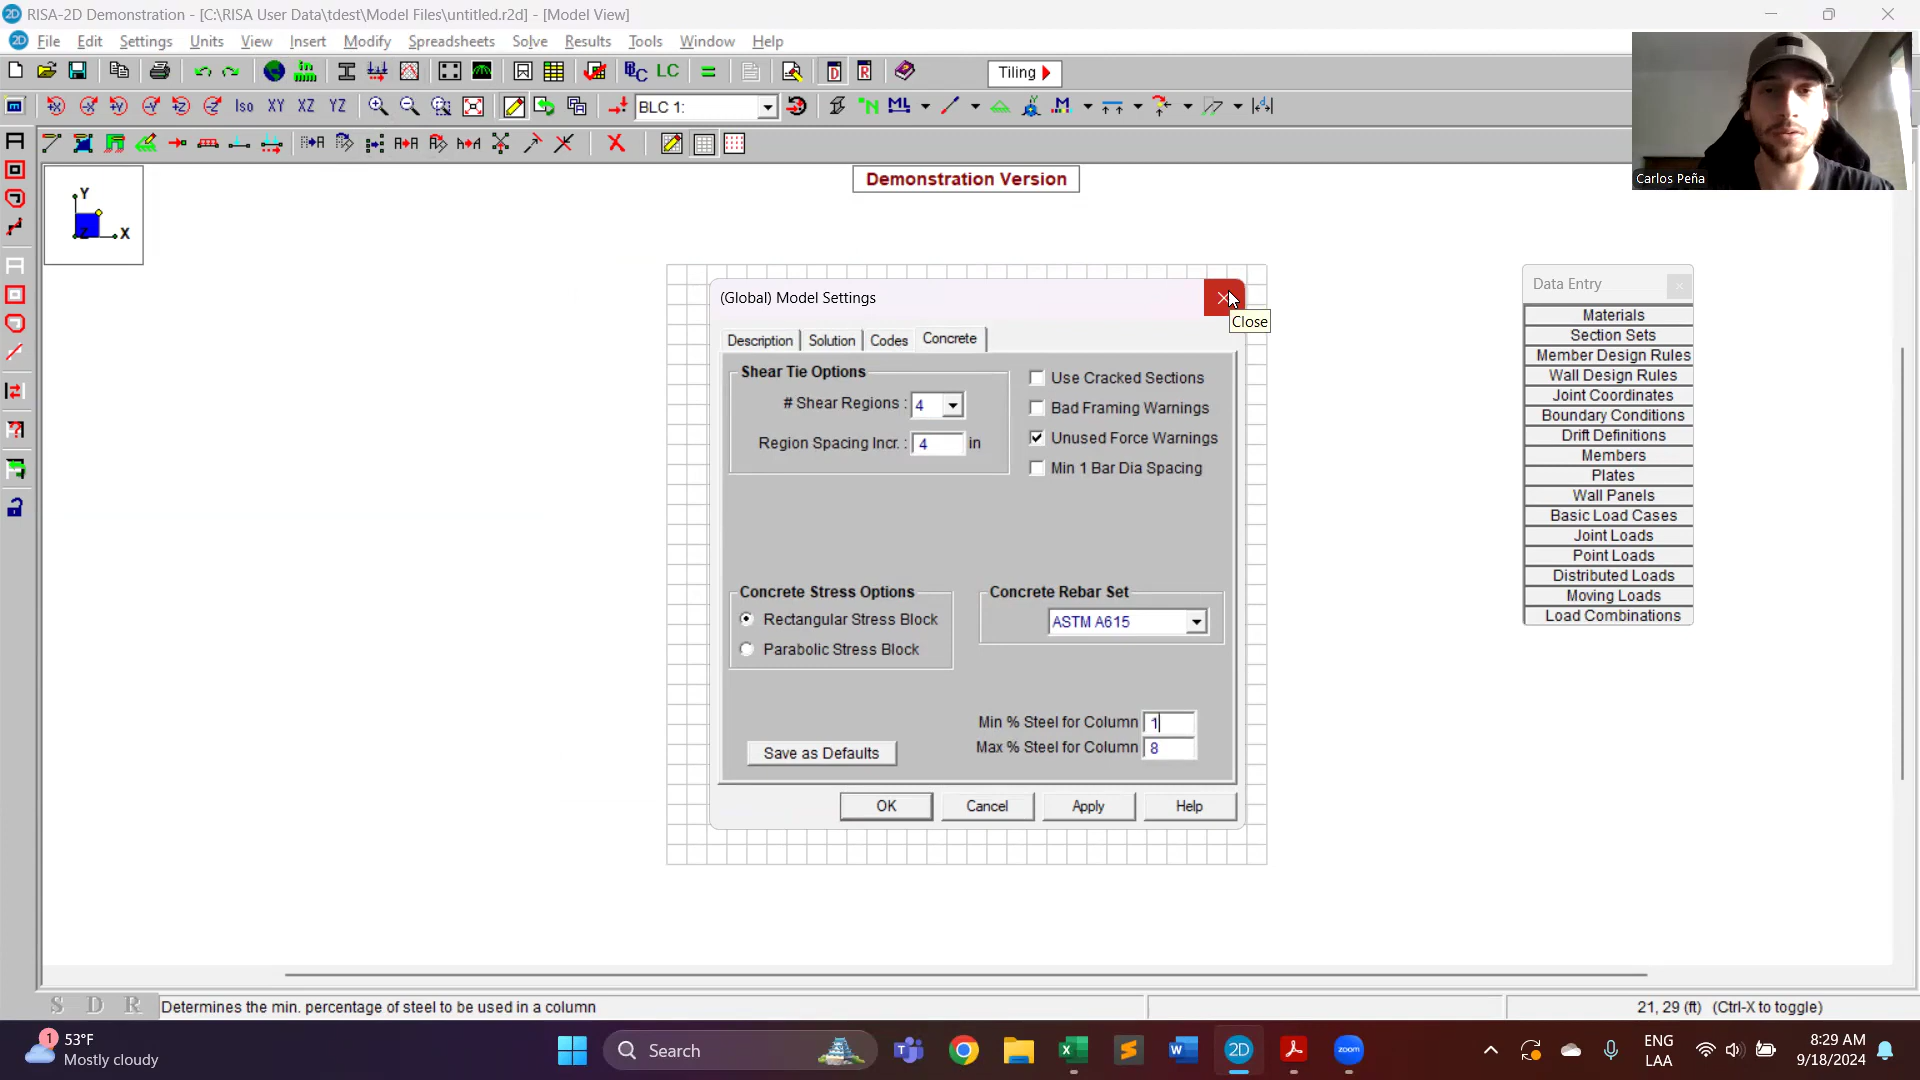 RISA-2D Demonstration - [C:\RISA User Data\tdest\Model Files\untitled.r2d] - [Model View]
File Edit Settings Units View Insert Modify Spreadsheets Solve Results Tools Window Help
Tiling
Iso XY XZ YZ
BLC 1:
Carlos Peña
Demonstration Version
Y
Z
X
(Global) Model Settings
Close
Description Solution Codes Concrete
Shear Tie Options
# Shear Regions : 4
Region Spacing Incr. : 4 in
Use Cracked Sections
Bad Framing Warnings
Unused Force Warnings
Min 1 Bar Dia Spacing
Concrete Stress Options
Rectangular Stress Block
Parabolic Stress Block
Concrete Rebar Set
ASTM A615
Min % Steel for Column 1
Max % Steel for Column 8
Save as Defaults
OK Cancel Apply Help
Data Entry
Materials
Section Sets
Member Design Rules
Wall Design Rules
Joint Coordinates
Boundary Conditions
Drift Definitions
Members
Plates
Wall Panels
Basic Load Cases
Joint Loads
Point Loads
Distributed Loads
Moving Loads
Load Combinations
S D R Determines the min. percentage of steel to be used in a column
21, 29 (ft) (Ctrl-X to toggle)
1
53°F
Mostly cloudy
Search
2D
zoom
ENG
LAA
8:29 AM
9/18/2024